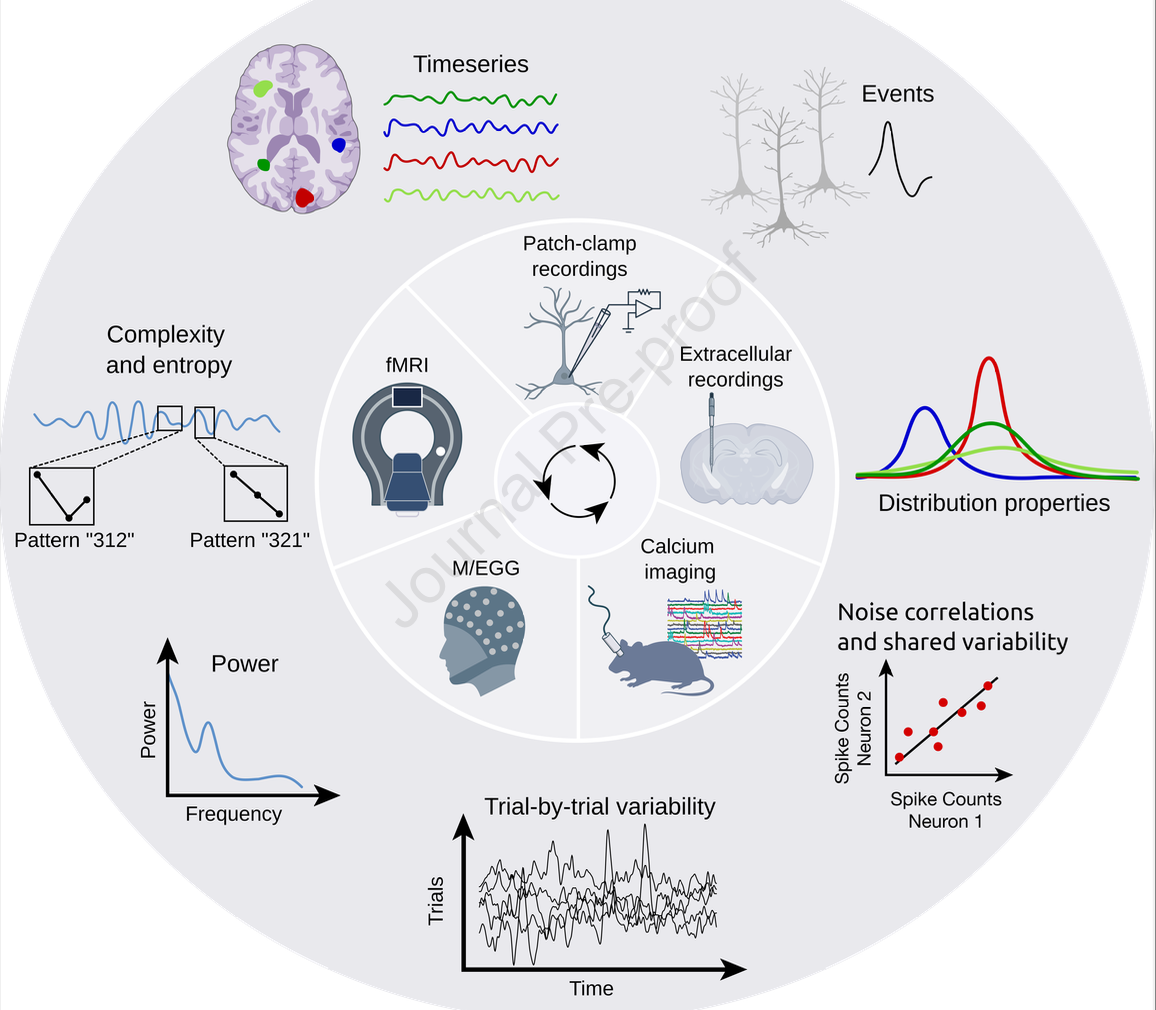 Timeseries
Events
Patch-clamp
recordings
Extracellular
recordings
fMRI
Complexity
and entropy
Pattern "312"
Pattern "321"
Distribution properties
M/EGG
Calcium
imaging
Noise correlations
and shared variability
Spike Counts
Neuron 2
Spike Counts
Neuron 1
Power
Power
Frequency
Trial-by-trial variability
Trials
Time
Journal Pre-proof